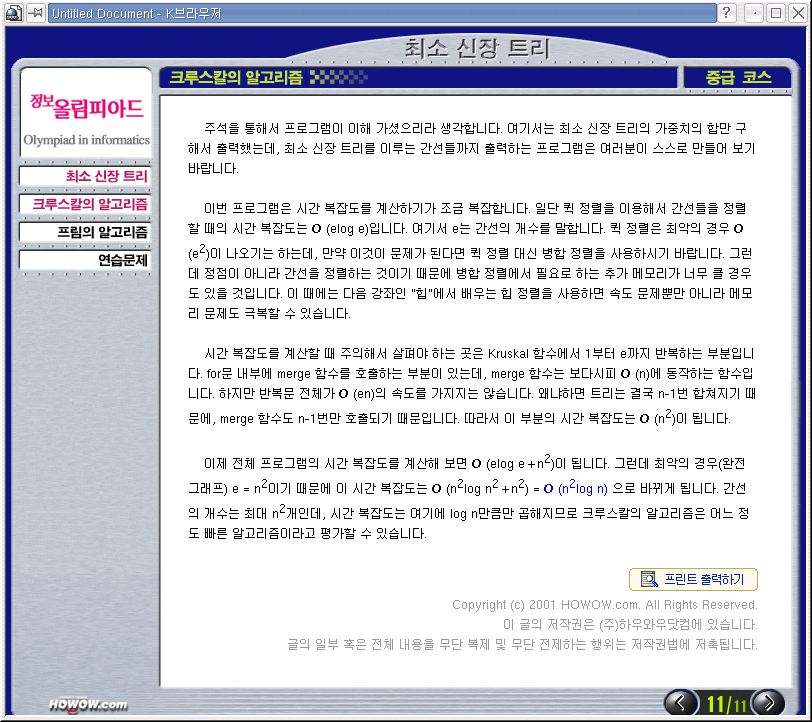 Untitled Document - K브라우저
최소 신장 트리
크루스칼의 알고리즘
중급 코스
정보올림피아드
Olympiad in informatics
최소 신장 트리
크루스칼의 알고리즘
프림의 알고리즘
연습문제
주석을 통해서 프로그램이 이해 가셨으리라 생각합니다. 여기서는 최소 신장 트리의 가중치의 합만 구
해서 출력했는데, 최소 신장 트리를 이루는 간선들까지 출력하는 프로그램은 여러분이 스스로 만들어 보기
바랍니다.
이번 프로그램은 시간 복잡도를 계산하기가 조금 복잡합니다. 일단 퀵 정렬을 이용해서 간선들을 정렬
할 때의 시간 복잡도는 O (elog e)입니다. 여기서 e는 간선의 개수를 말합니다. 퀵 정렬은 최악의 경우 O
(e²)이 나오기는 하는데, 만약 이것이 문제가 된다면 퀵 정렬 대신 병합 정렬을 사용하시기 바랍니다. 그런
데 정점이 아니라 간선을 정렬하는 것이기 때문에 병합 정렬에서 필요로 하는 추가 메모리가 너무 클 경우
도 있을 것입니다. 이 때에는 다음 강좌인 "힙"에서 배우는 힙 정렬을 사용하면 속도 문제뿐만 아니라 메모
리 문제도 극복할 수 있습니다.
시간 복잡도를 계산할 때 주의해서 살펴야 하는 곳은 Kruskal 함수에서 1부터 e까지 반복하는 부분입니
다. for문 내부에 merge 함수를 호출하는 부분이 있는데, merge 함수는 보다시피 O (n)에 동작하는 함수입
니다. 하지만 반복문 전체가 O (en)의 속도를 가지지는 않습니다. 왜냐하면 트리는 결국 n-1번 합쳐지기 때
문에, merge 함수도 n-1번만 호출되기 때문입니다. 따라서 이 부분의 시간 복잡도는 O (n²)이 됩니다.
이제 전체 프로그램의 시간 복잡도를 계산해 보면 O (elog e+n²)이 됩니다. 그런데 최악의 경우(완전
그래프) e = n²이기 때문에 이 시간 복잡도는 O (n²log n²+n²) = O (n²log n) 으로 바뀌게 됩니다. 간선
의 개수는 최대 n²개인데, 시간 복잡도는 여기에 log n만큼만 곱해지므로 크루스칼의 알고리즘은 어느 정
도 빠른 알고리즘이라고 평가할 수 있습니다.
프린트 출력하기
Copyright (c) 2001 HOWOW.com. All Rights Reserved.
이 글의 저작권은 (주)하우와우닷컴에 있습니다.
글의 일부 혹은 전체 내용을 무단 복제 및 무단 전제하는 행위는 저작권법에 저촉됩니다.
HOWOW.com
11/11